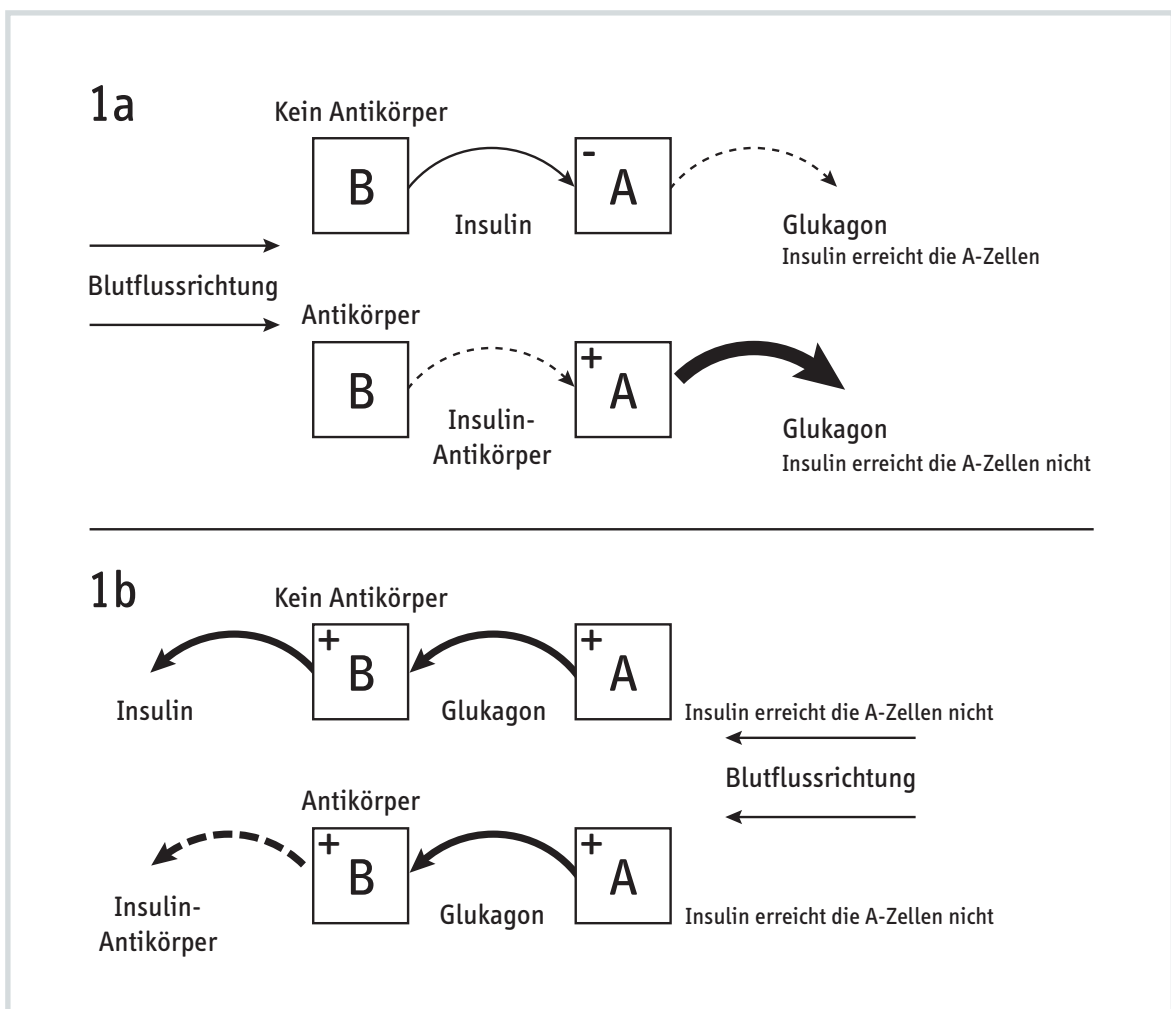 1a
Kein Antikörper
B
-
A
Insulin
Glukagon
Insulin erreicht die A-Zellen
Blutflussrichtung
Antikörper
B
+
A
Insulin-
Antikörper
Glukagon
Insulin erreicht die A-Zellen nicht
1b
Kein Antikörper
+
B
+
A
Insulin
Glukagon
Insulin erreicht die A-Zellen nicht
Blutflussrichtung
Antikörper
+
B
+
A
Insulin-
Antikörper
Glukagon
Insulin erreicht die A-Zellen nicht